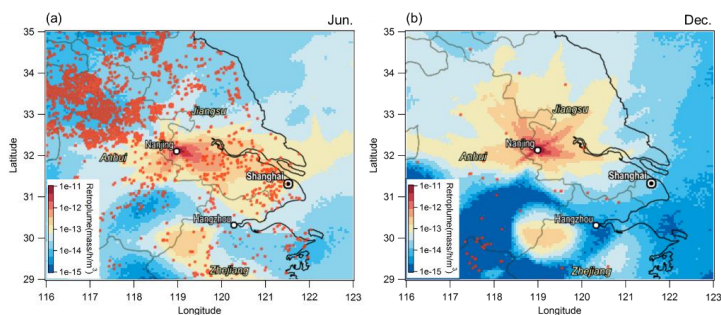 (a)
Jun.
35
34
33
32
31
30
29
Latitude
Jiangsu
Nanjing
Anhui
Shanghai
Hangzhou
Zhejiang
1e-11
1e-12
1e-13
1e-14
1e-15
Retroplume(mass/h/m³)
116 117 118 119 120 121 122 123
Longitude
(b)
Dec.
35
34
33
32
31
30
29
Latitude
Jiangsu
Nanjing
Anhui
Shanghai
Hangzhou
Zhejiang
1e-11
1e-12
1e-13
1e-14
1e-15
Retroplume(mass/h/m³)
116 117 118 119 120 121 122 123
Longitude